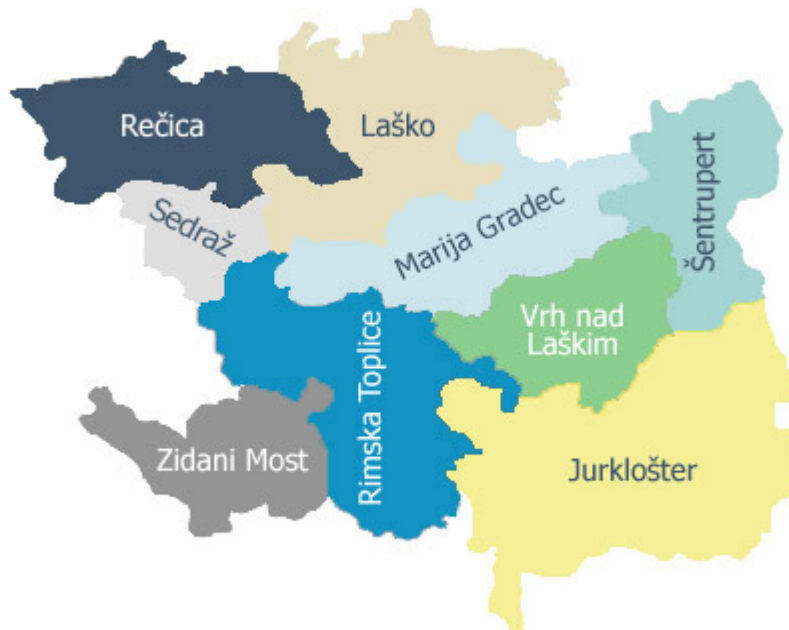 Rečica
Laško
Sedraž
Marija Gradec
Šentrupert
Vrh nad
Laškim
Rimska Toplice
Zidani Most
Jurklošter